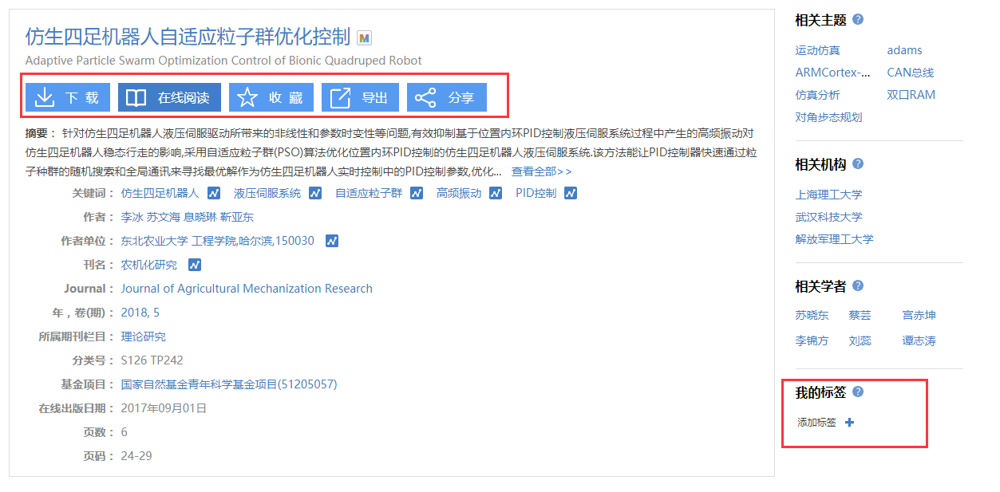 仿生四足机器人自适应粒子群优化控制 M
Adaptive Particle Swarm Optimization Control of Bionic Quadruped Robot
下 载 在线阅读 收 藏 导出 分享
摘要： 针对仿生四足机器人液压伺服驱动所带来的非线性和参数时变性等问题,有效抑制基于位置内环PID控制液压伺服系统过程中产生的高频振动对
仿生四足机器人稳态行走的影响,采用自适应粒子群(PSO)算法优化位置内环PID控制的仿生四足机器人液压伺服系统.该方法能让PID控制器快速通过粒
子种群的随机搜索和全局通讯来寻找最优解作为仿生四足机器人实时控制中的PID控制参数,优化... 查看全部>>
关键词： 仿生四足机器人 液压伺服系统 自适应粒子群 高频振动 PID控制
作者： 李冰 苏文海 息晓琳 靳亚东
作者单位： 东北农业大学 工程学院,哈尔滨,150030
刊名： 农机化研究
Journal： Journal of Agricultural Mechanization Research
年，卷(期)： 2018, 5
所属期刊栏目： 理论研究
分类号： S126 TP242
基金项目： 国家自然基金青年科学基金项目(51205057)
在线出版日期： 2017年09月01日
页数： 6
页码： 24-29
相关主题 ?
运动仿真 adams
ARMCortex-... CAN总线
仿真分析 双口RAM
对角步态规划
相关机构 ?
上海理工大学
武汉科技大学
解放军理工大学
相关学者 ?
苏晓东 蔡芸 宫赤坤
李锦方 刘蕊 谭志涛
我的标签 ?
添加标签